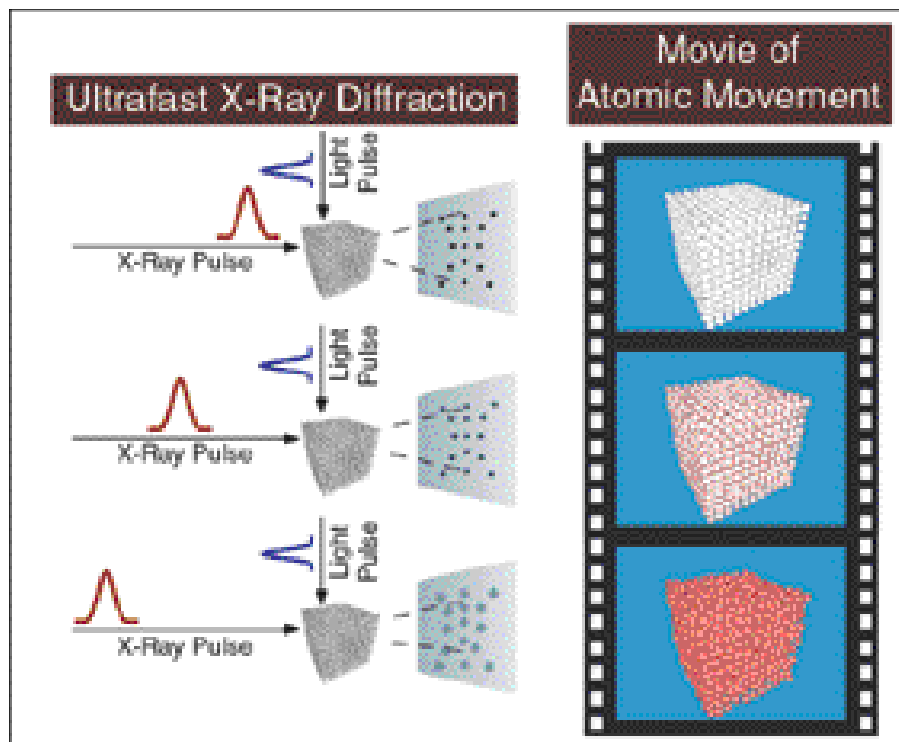 Ultrafast X-Ray Diffraction
Light
Pulse
X-Ray Pulse
Light
Pulse
X-Ray Pulse
Light
Pulse
X-Ray Pulse
Movie of
Atomic Movement